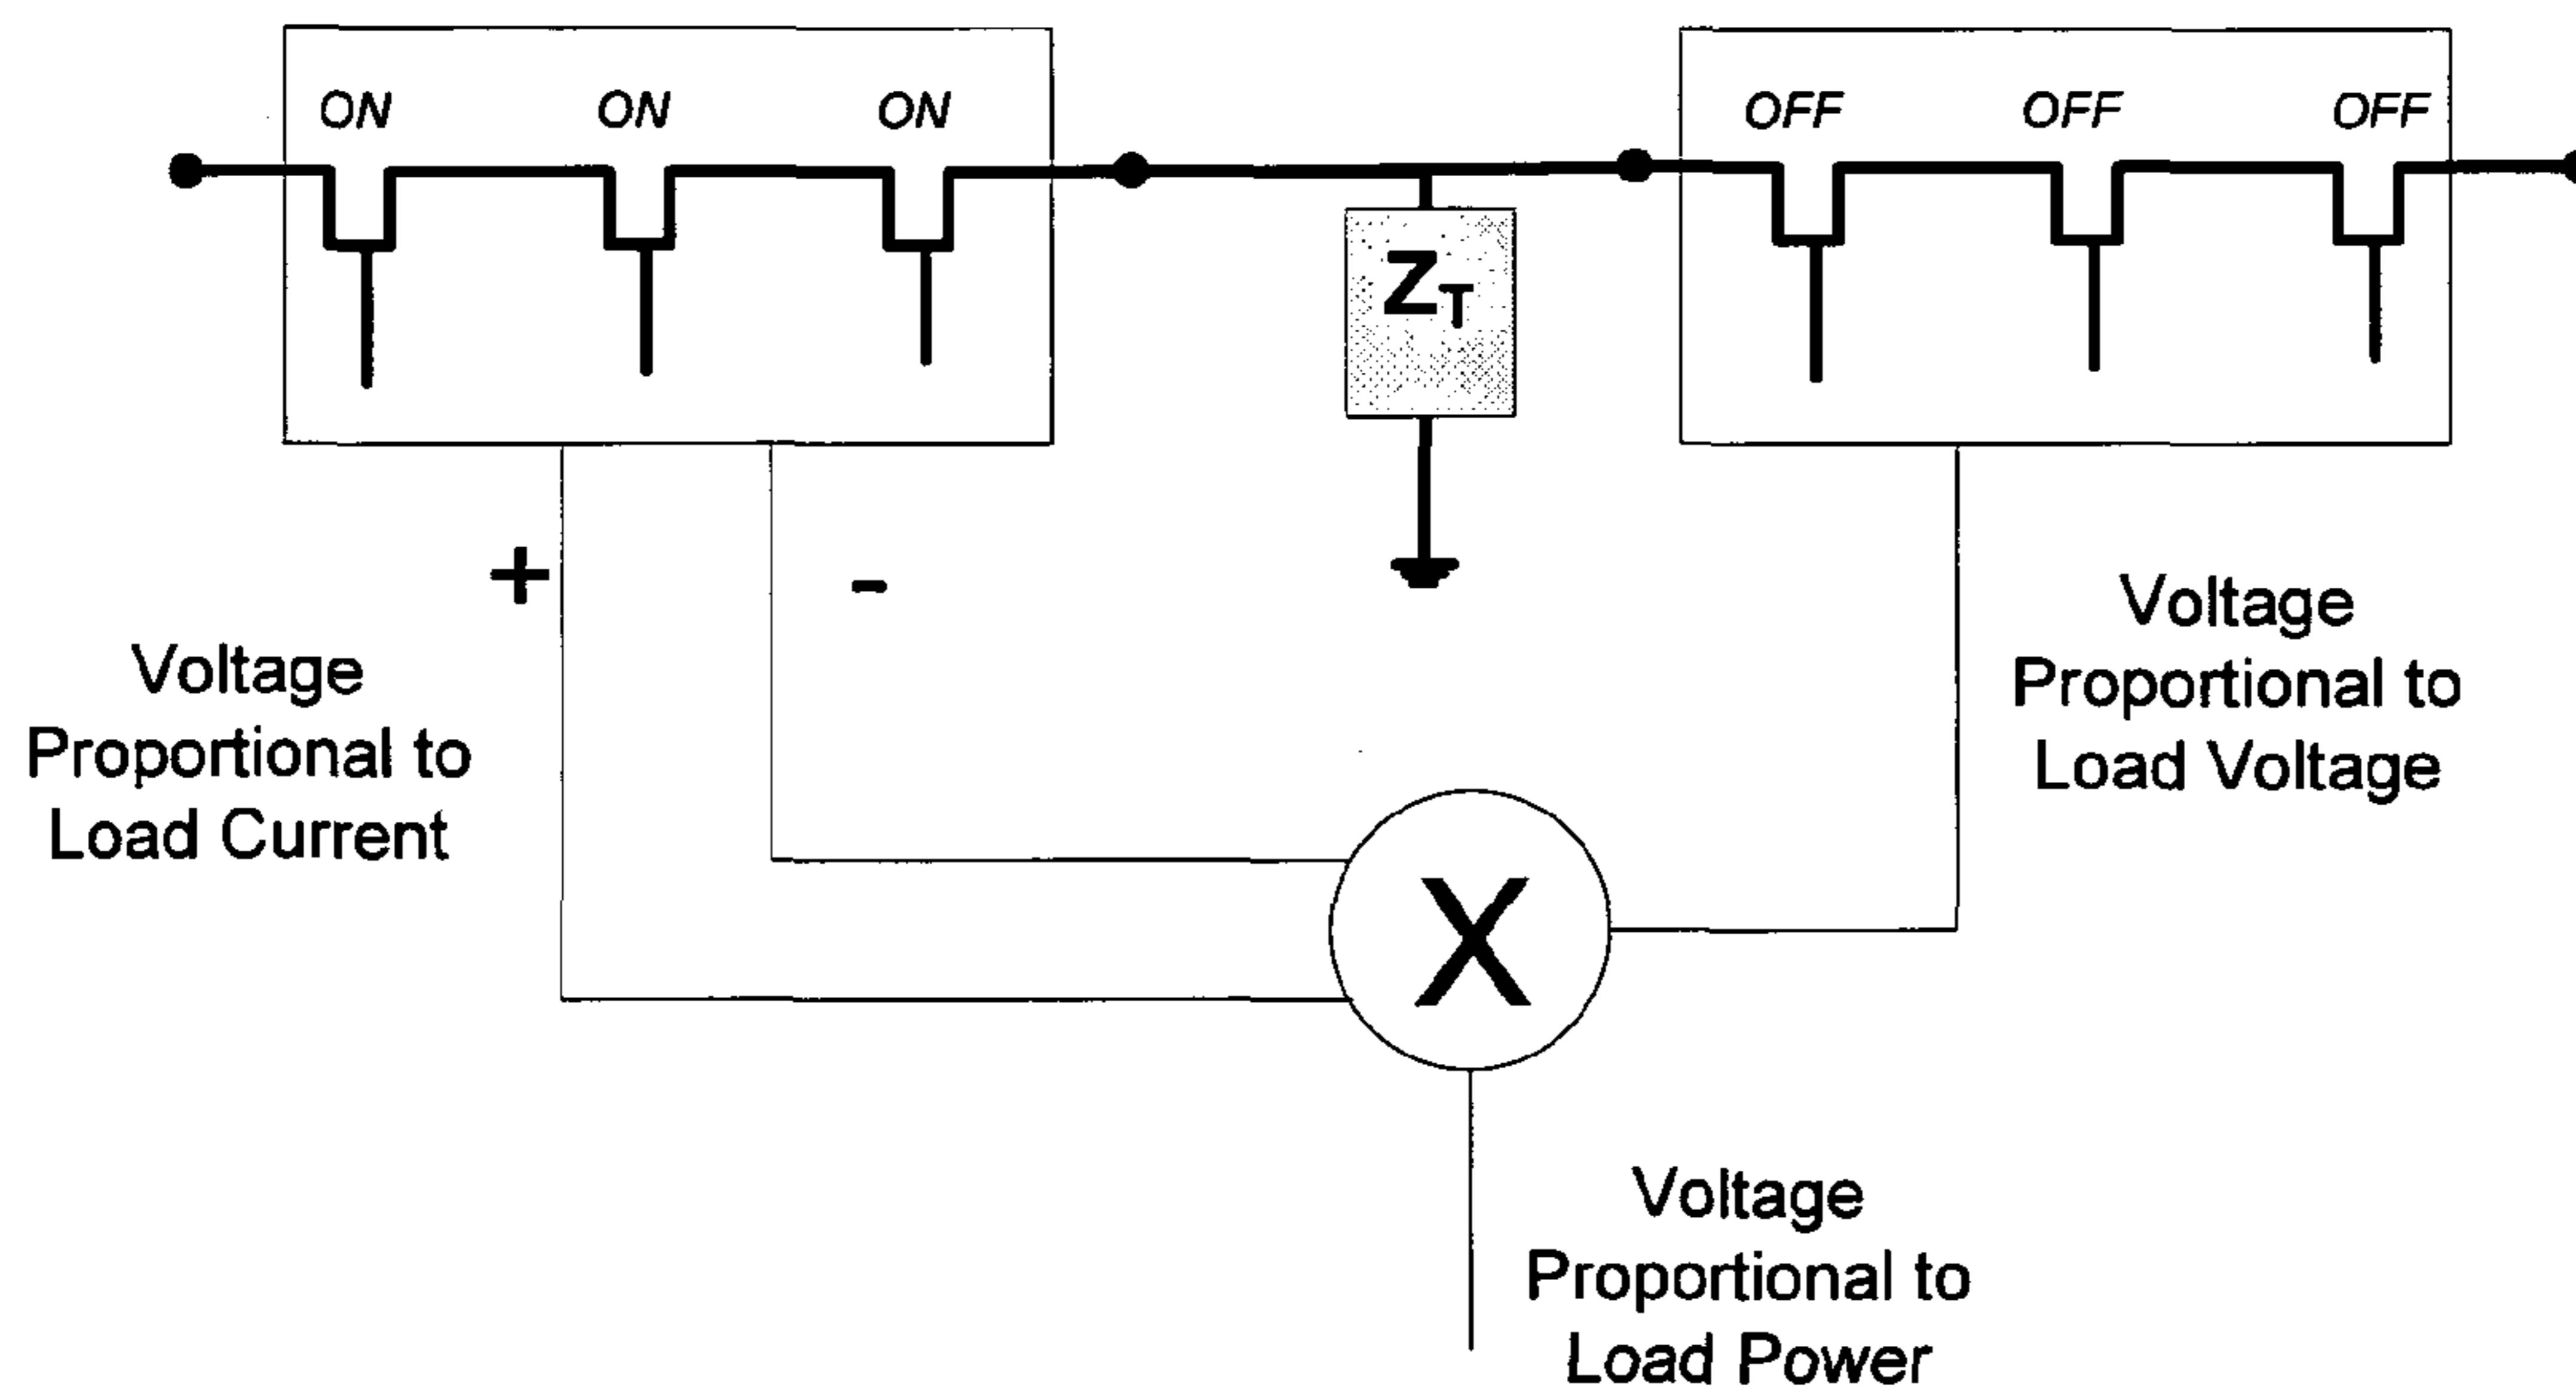 ON ON ON OFF OFF OFF
Z_T
+ -
Voltage
Proportional to
Load Current
Voltage
Proportional to
Load Voltage
X
Voltage
Proportional to
Load Power